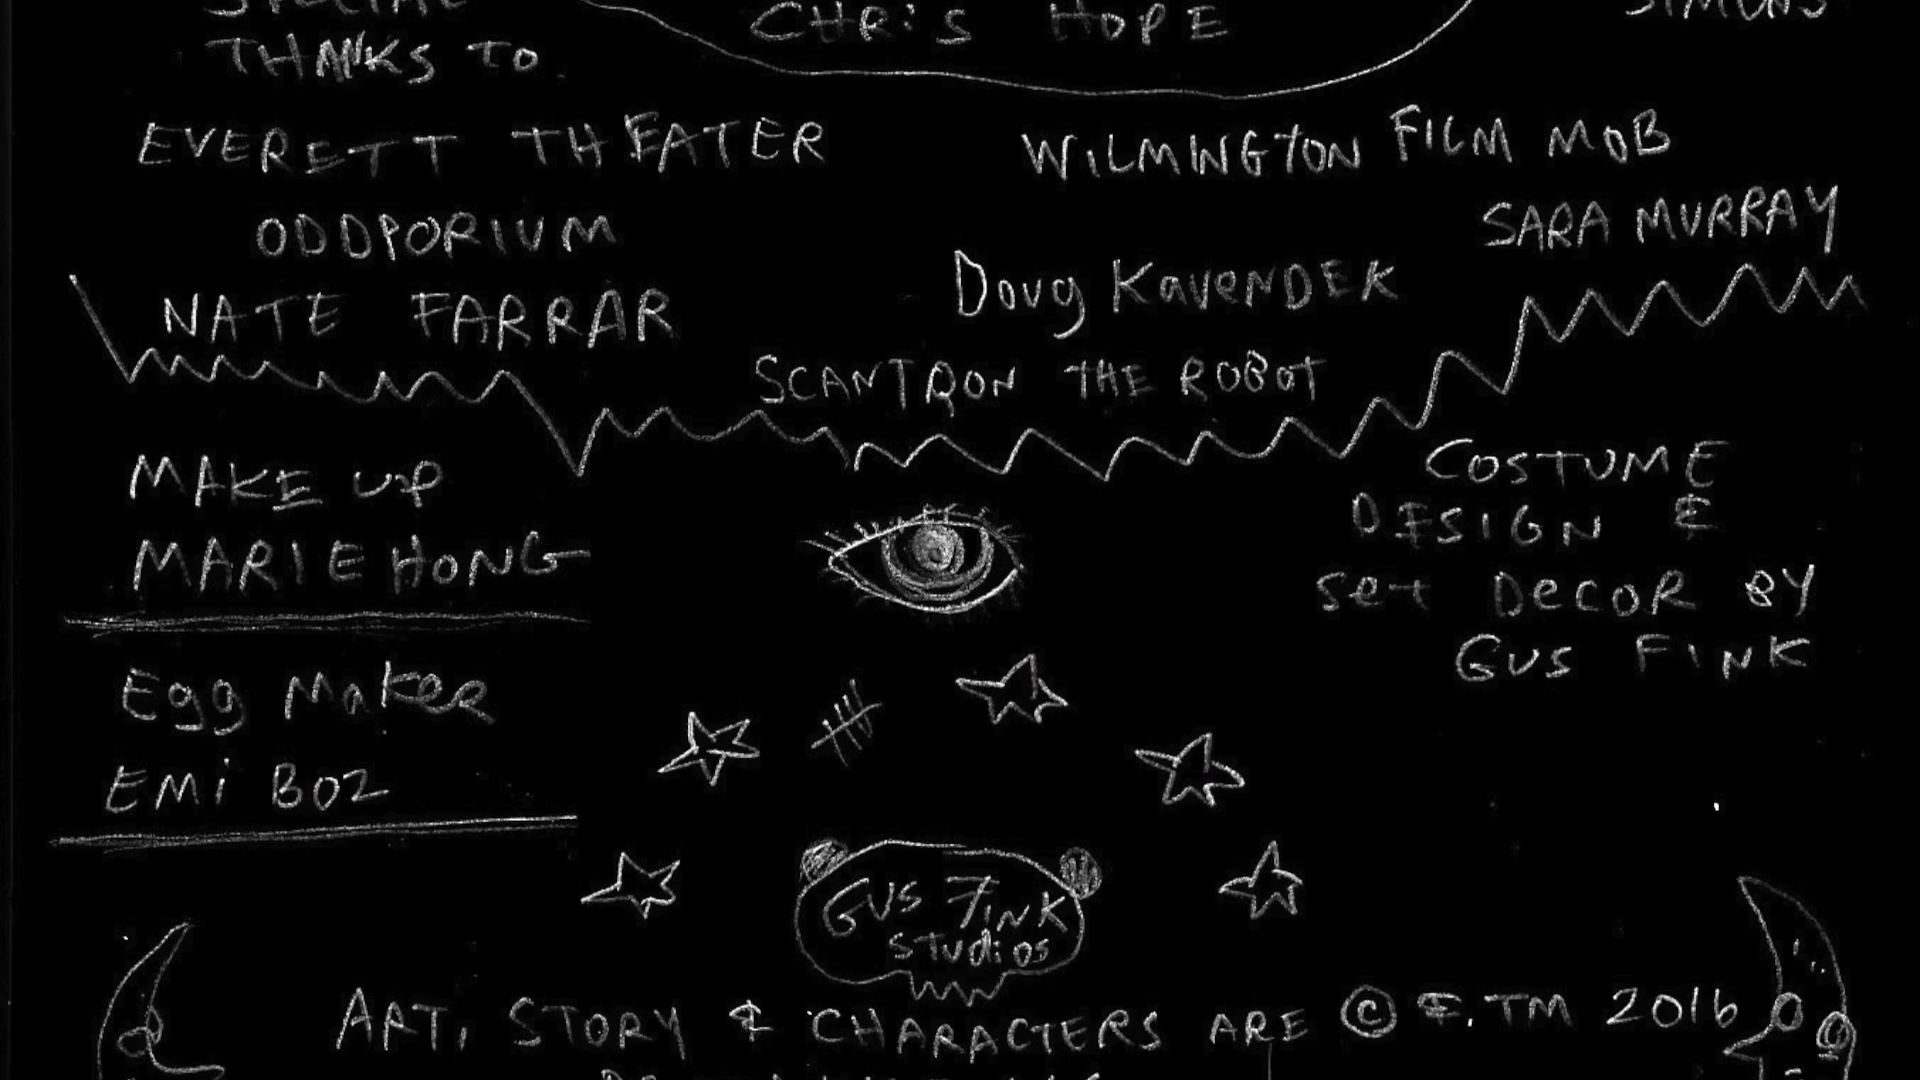 SPECIAL
THANKS TO
CHRiS HOPE
SIMONS
EVERETT THEATER
WiLMINGTON FILM MOB
ODDPORIUM
SARA MURRAY
NATE FARRAR
Doug KaveNDEK
SCANTRON THE ROBOT
MAKE UP
MARIE HONG
COSTUME
DESIGN &
Set DeCOR BY
GUS FINK
Egg MaKeR
EMi BOZ
GUS FiNK
STUdiOS
ART, STORY & CHARACTERS ARE © &.TM 2016